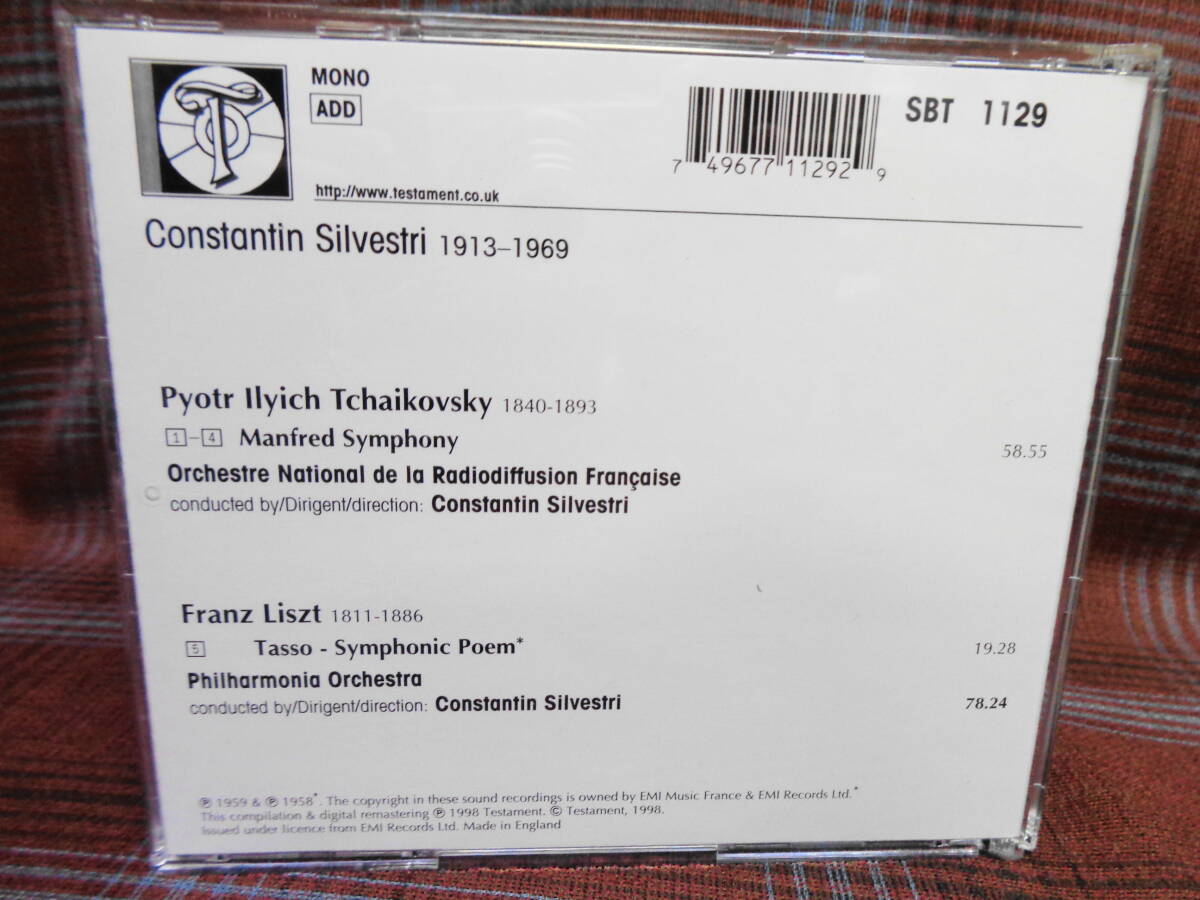 T
MONO
ADD
http://www.testament.co.uk
7 49677 11292 9
SBT 1129
Constantin Silvestri 1913–1969
Pyotr Ilyich Tchaikovsky 1840-1893
1–4 Manfred Symphony 58.55
Orchestre National de la Radiodiffusion Française
conducted by/Dirigent/direction: Constantin Silvestri
Franz Liszt 1811-1886
5 Tasso - Symphonic Poem* 19.28
Philharmonia Orchestra
conducted by/Dirigent/direction: Constantin Silvestri 78.24
℗ 1959 & ℗ 1958*. The copyright in these sound recordings is owned by EMI Music France & EMI Records Ltd.*
This compilation & digital remastering ℗ 1998 Testament. © Testament, 1998.
Issued under licence from EMI Records Ltd. Made in England